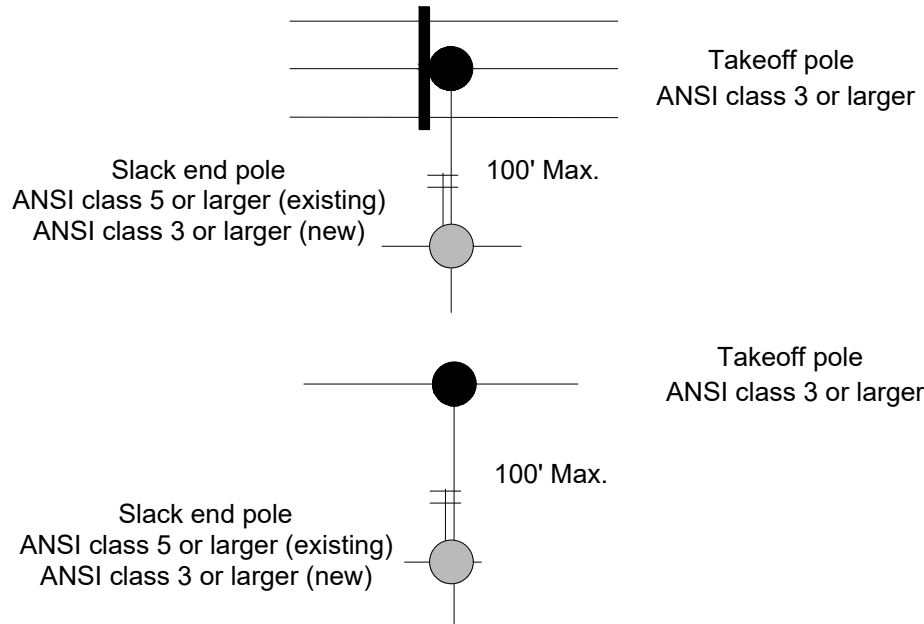 Takeoff pole
ANSI class 3 or larger
Slack end pole
ANSI class 5 or larger (existing)
ANSI class 3 or larger (new)
100' Max.
Takeoff pole
ANSI class 3 or larger
100' Max.
Slack end pole
ANSI class 5 or larger (existing)
ANSI class 3 or larger (new)